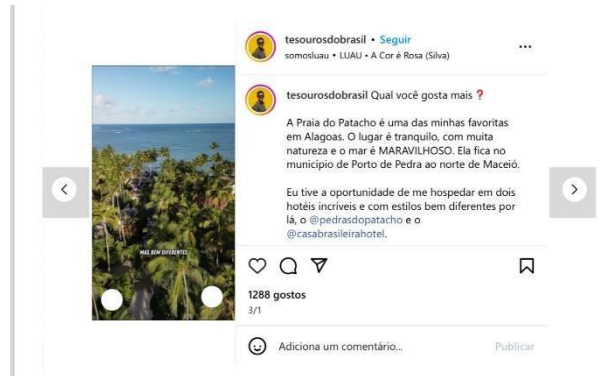 tesourosdobrasil • Seguir
somosluau • LUAU • A Cor é Rosa (Silva)
tesourosdobrasil Qual você gosta mais ❓
A Praia do Patacho é uma das minhas favoritas
em Alagoas. O lugar é tranquilo, com muita
natureza e o mar é MARAVILHOSO. Ela fica no
município de Porto de Pedra ao norte de Maceió.
Eu tive a oportunidade de me hospedar em dois
hotéis incríveis e com estilos bem diferentes por
lá, o @pedrasdopatacho e o
@casabrasileirahotel.
MAS BEM DIFERENTES
1288 gostos
3/1
Adiciona um comentário...
Publicar